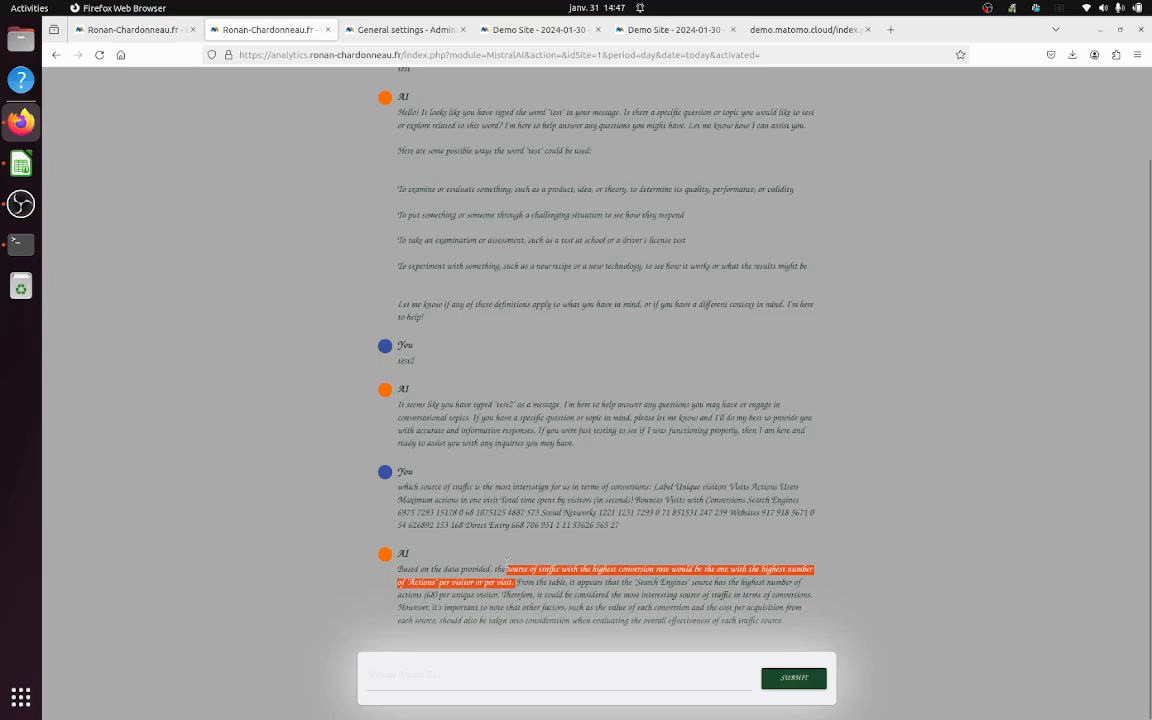 Activities
Firefox Web Browser
janv. 31 14:47
Ronan-Chardonneau.fr -
Ronan-Chardonneau.fr -
General settings - Admin
Demo Site - 2024-01-30 -
Demo Site - 2024-01-30 -
demo.matomo.cloud/index.p
https://analytics.ronan-chardonneau.fr/index.php?module=MistralAI&action=&idSite=1&period=day&date=today&activated=
test
AI
Hello! It looks like you have typed the word 'test' in your message. Is there a specific question or topic you would like to test
or explore related to this word? I'm here to help answer any questions you might have. Let me know how I can assist you.
Here are some possible ways the word 'test' could be used:
To examine or evaluate something, such as a product, idea, or theory, to determine its quality, performance, or validity
To put something or someone through a challenging situation to see how they respond
To take an examination or assessment, such as a test at school or a driver's license test
To experiment with something, such as a new recipe or a new technology, to see how it works or what the results might be
Let me know if any of these definitions apply to what you have in mind, or if you have a different context in mind. I'm here
to help!
You
test2
AI
It seems like you have typed 'test2' as a message. I'm here to help answer any questions you may have or engage in
conversational topics. If you have a specific question or topic in mind, please let me know and I'll do my best to provide you
with accurate and informative responses. If you were just testing to see if I was functioning properly, then I am here and
ready to assist you with any inquiries you may have.
You
which source of traffic is the most interestign for us in terms of conversions: Label Unique visitors Visits Actions Users
Maximum actions in one visit Total time spent by visitors (in seconds) Bounces Visits with Conversions Search Engines
6975 7293 15178 0 68 1075125 4887 573 Social Networks 1221 1231 7293 0 71 851531 247 239 Websites 917 918 5671 0
54 626892 153 168 Direct Entry 668 706 951 1 11 53626 565 27
AI
Based on the data provided, the source of traffic with the highest conversion rate would be the one with the highest number
of 'Actions' per visitor or per visit. From the table, it appears that the 'Search Engines' source has the highest number of
actions (68) per unique visitor. Therefore, it could be considered the most interesting source of traffic in terms of conversions.
However, it's important to note that other factors, such as the value of each conversion and the cost per acquisition from
each source, should also be taken into consideration when evaluating the overall effectiveness of each traffic source.
SUBMIT